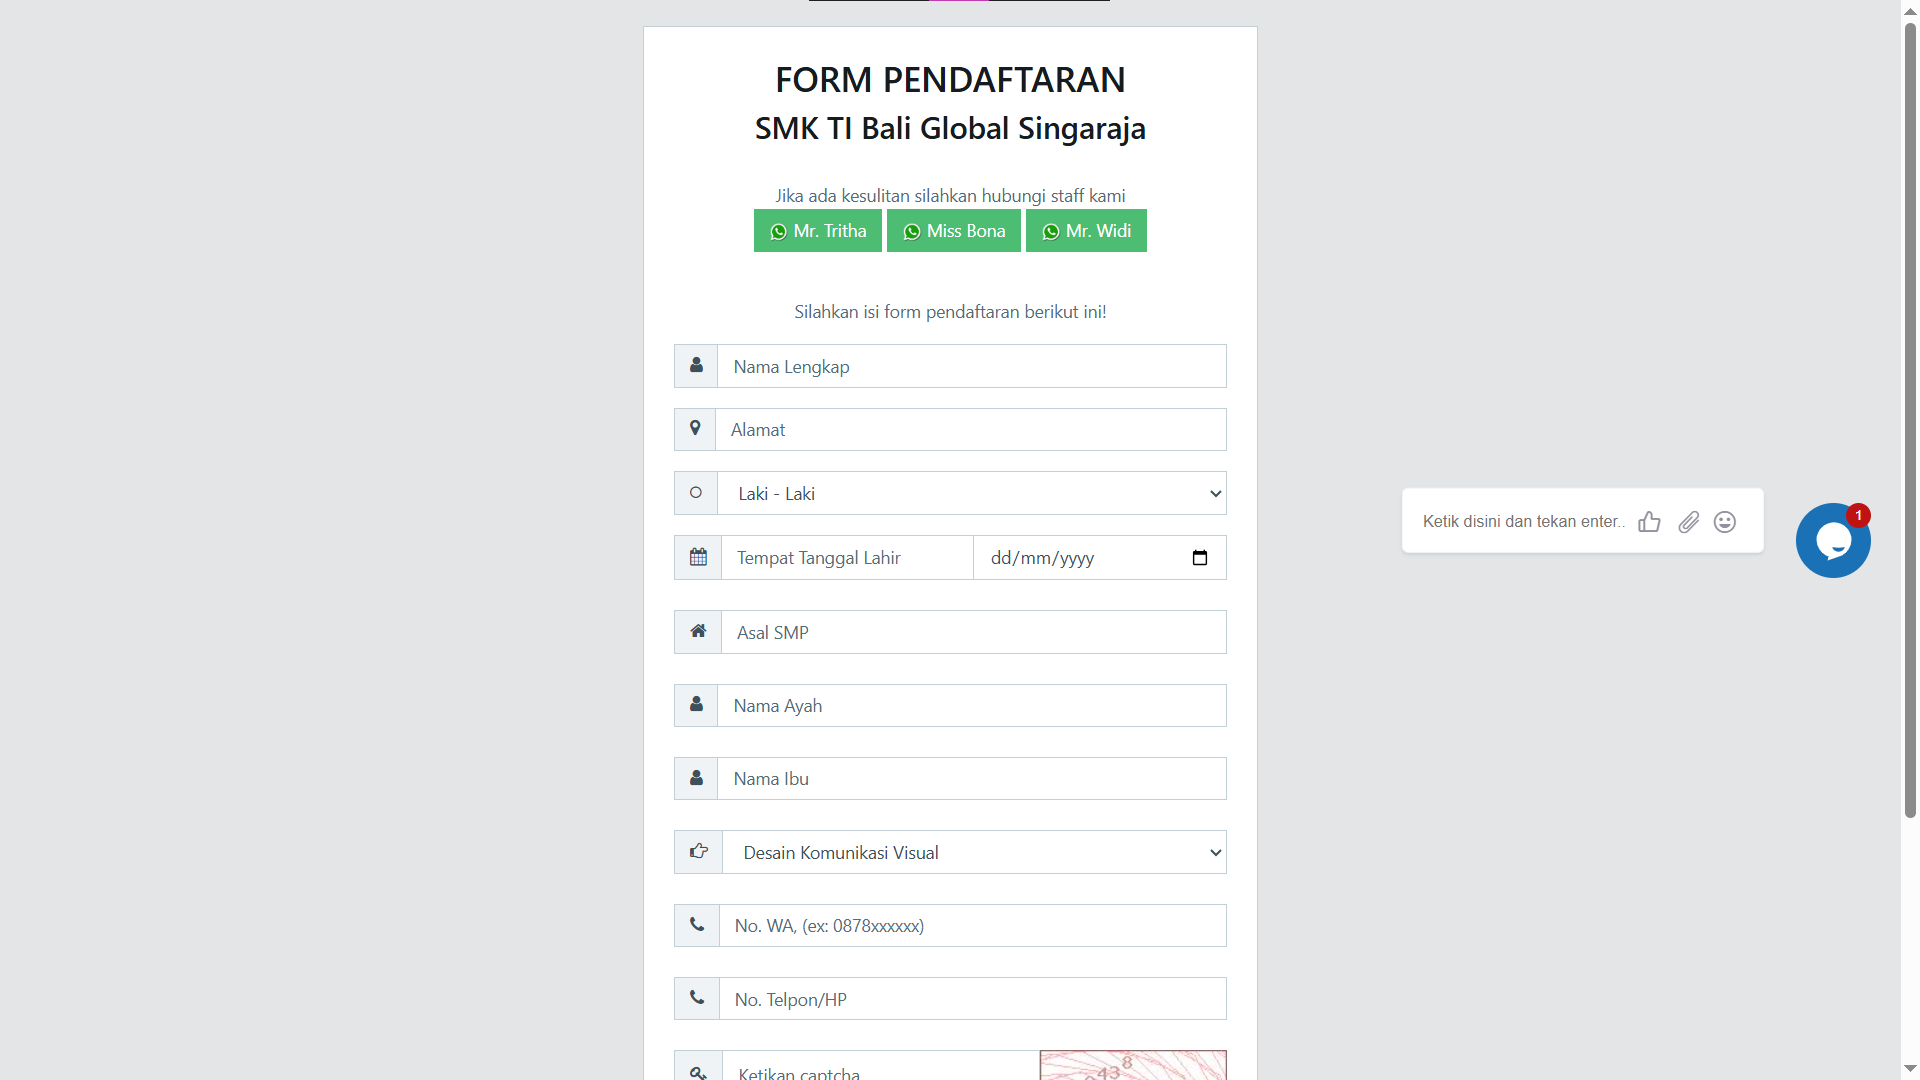 FORM PENDAFTARAN
SMK TI Bali Global Singaraja
Jika ada kesulitan silahkan hubungi staff kami
Mr. Tritha Miss Bona Mr. Widi
Silahkan isi form pendaftaran berikut ini!
Nama Lengkap
Alamat
Laki - Laki
Tempat Tanggal Lahir dd/mm/yyyy
Asal SMP
Nama Ayah
Nama Ibu
Desain Komunikasi Visual
No. WA, (ex: 0878xxxxxx)
No. Telpon/HP
Ketikan captcha
Ketik disini dan tekan enter..
1